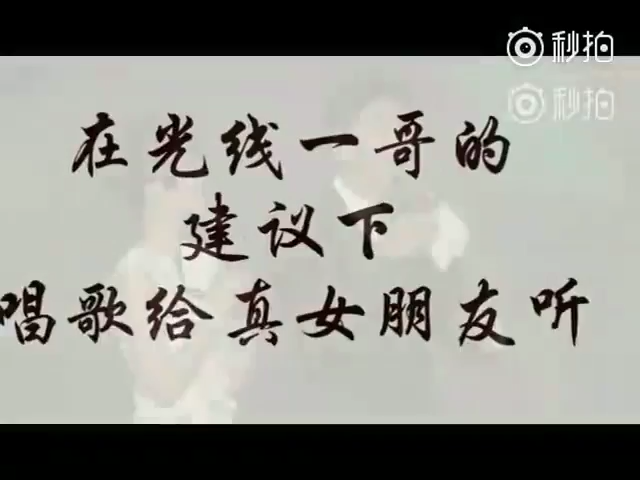 秒拍
秒拍
在光线一哥的
建议下
唱歌给真女朋友听